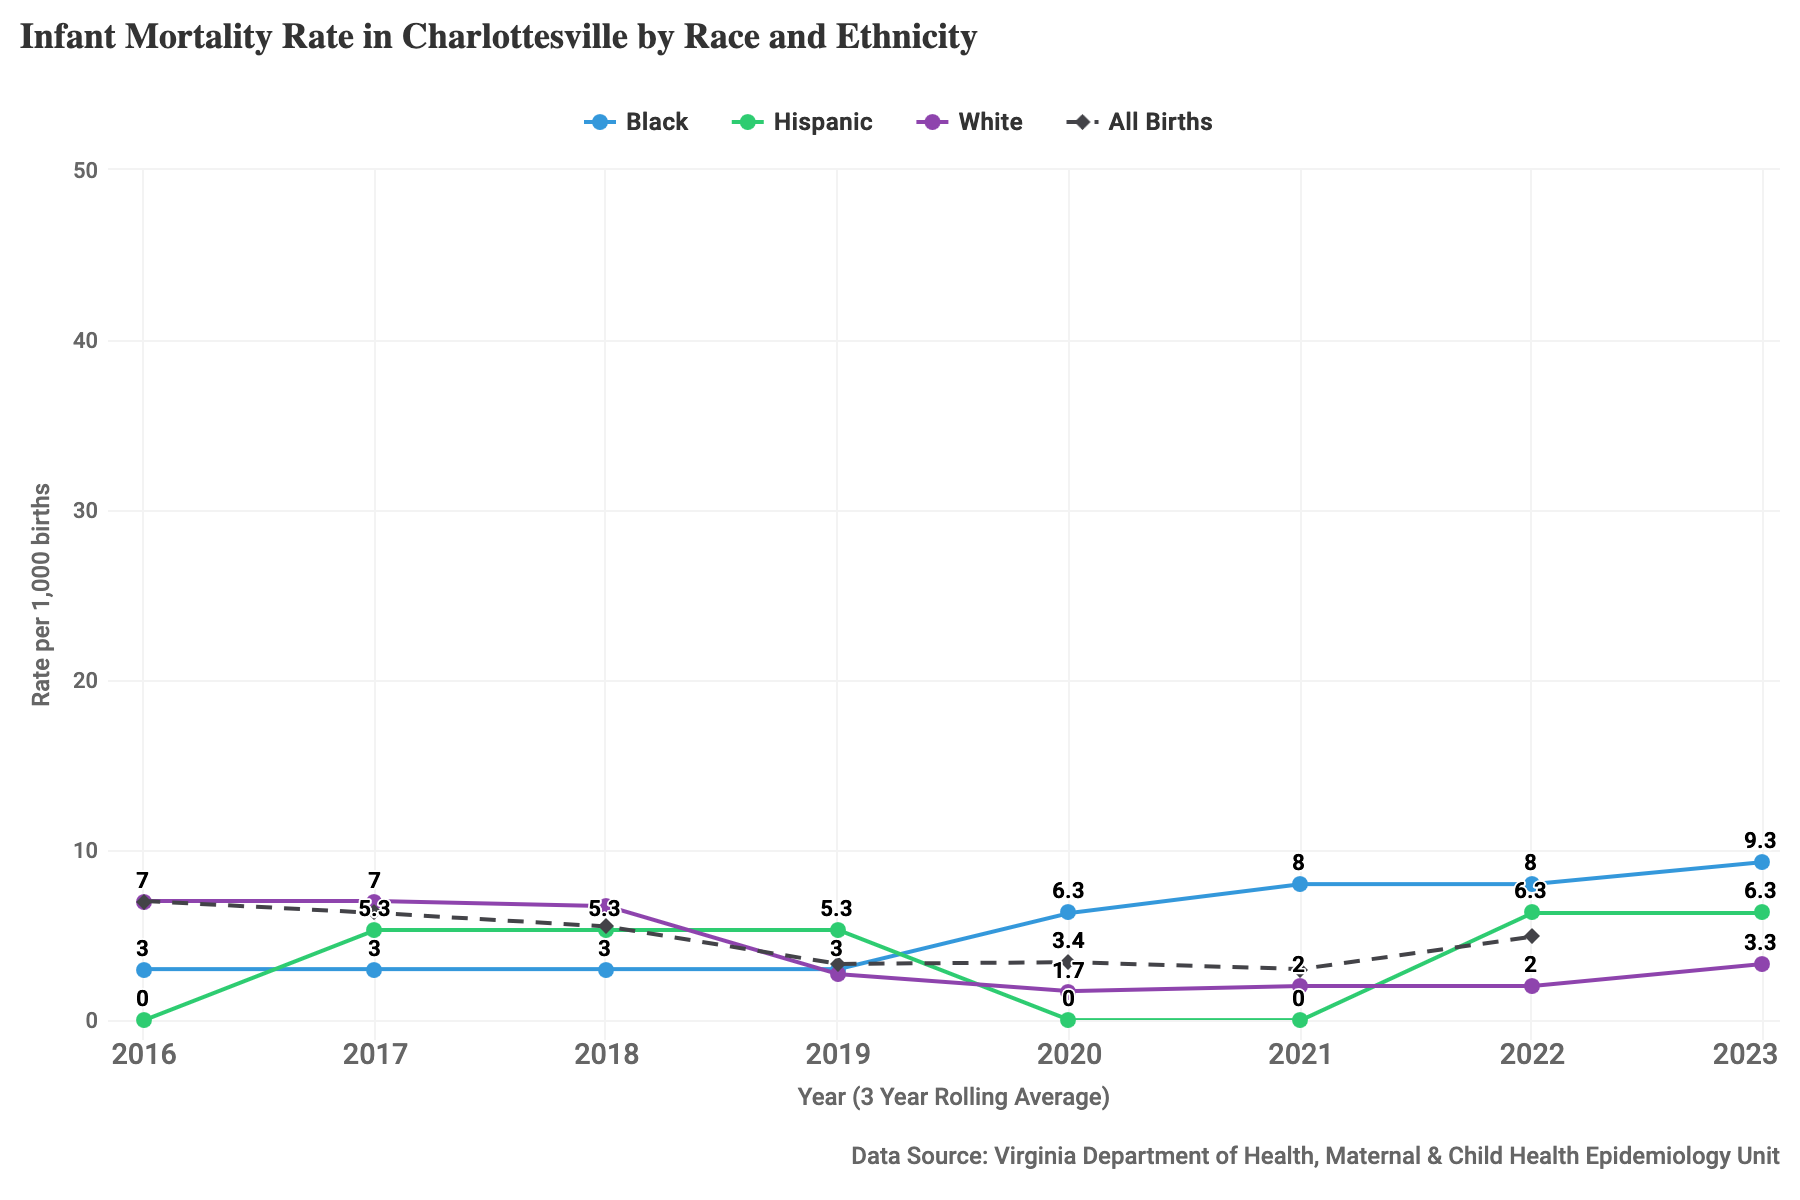 Infant Mortality Rate in Charlottesville by Race and Ethnicity
Black Hispanic White All Births
50
40
30
20
10
0
Rate per 1,000 births
7 7 5.3 5.3 5.3 6.3 8 8 6.3 9.3 6.3
3 3 3 3 3.4 1.7 2 2 3.3
0 0 0
2016 2017 2018 2019 2020 2021 2022 2023
Year (3 Year Rolling Average)
Data Source: Virginia Department of Health, Maternal & Child Health Epidemiology Unit